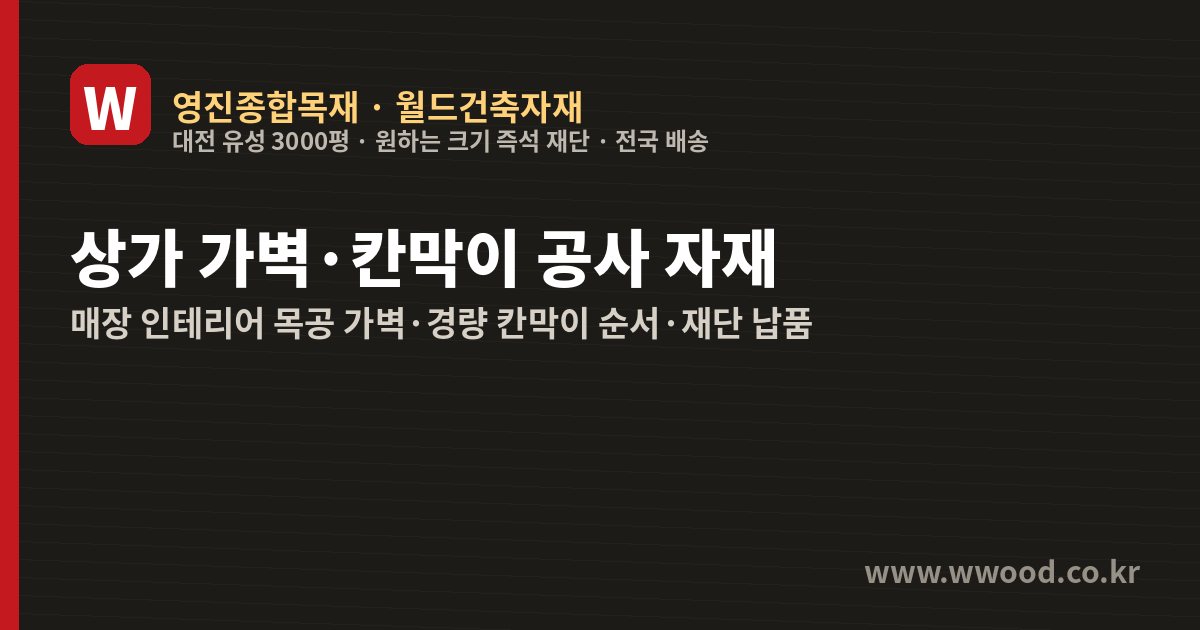 W
영진종합목재 · 월드건축자재
대전 유성 3000평 · 원하는 크기 즉석 재단 · 전국 배송
상가 가벽·칸막이 공사 자재
매장 인테리어 목공 가벽·경량 칸막이 순서·재단 납품
www.wwood.co.kr